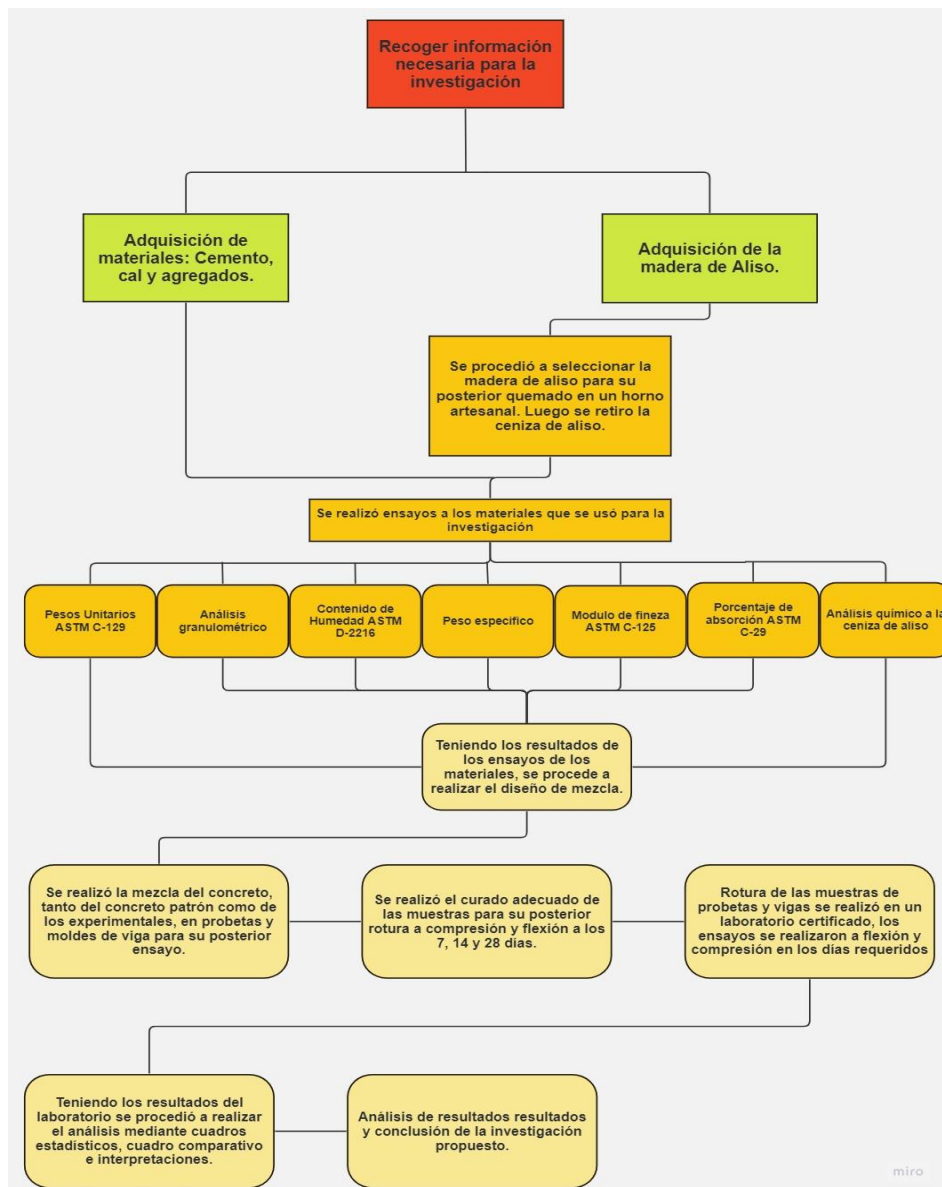 Recoger información
necesaria para la
investigación
Adquisición de
materiales: Cemento,
cal y agregados.
Adquisición de la
madera de Aliso.
Se procedió a seleccionar la
madera de aliso para su
posterior quemado en un horno
artesanal. Luego se retiro la
ceniza de aliso.
Se realizó ensayos a los materiales que se usó para la
investigación
Pesos Unitarios
ASTM C-129
Análisis
granulométrico
Contenido de
Humedad ASTM
D-2216
Peso especifico
Modulo de fineza
ASTM C-125
Porcentaje de
absorción ASTM
C-29
Análisis químico a la
ceniza de aliso
Teniendo los resultados de
los ensayos de los
materiales, se procede a
realizar el diseño de mezcla.
Se realizó la mezcla del concreto,
tanto del concreto patrón como de
los experimentales, en probetas y
moldes de viga para su posterior
ensayo.
Se realizó el curado adecuado de
las muestras para su posterior
rotura a compresión y flexión a los
7, 14 y 28 días.
Rotura de las muestras de
probetas y vigas se realizó en un
laboratorio certificado, los
ensayos se realizaron a flexión y
compresión en los días requeridos
Teniendo los resultados del
laboratorio se procedió a realizar
el análisis mediante cuadros
estadísticos, cuadro comparativo
e interpretaciones.
Análisis de resultados resultados
y conclusión de la investigación
propuesto.
miro